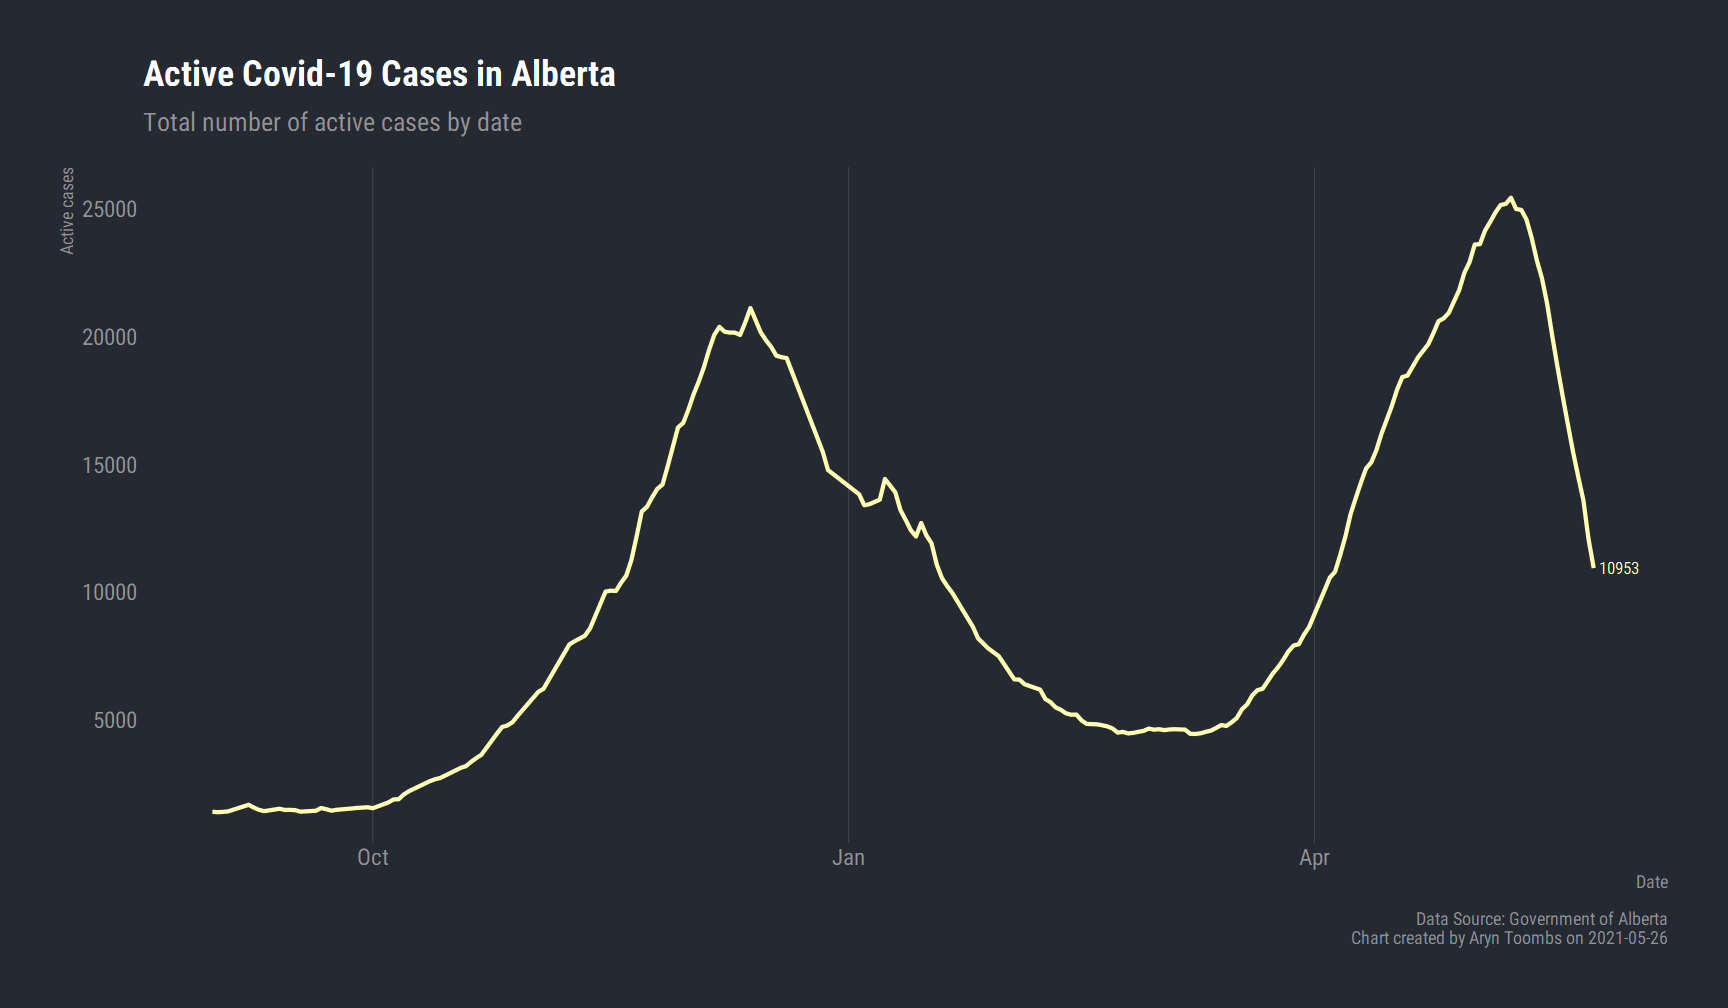 Active Covid-19 Cases in Alberta
Total number of active cases by date
Active cases
25000
20000
15000
10000
5000
10953
Oct
Jan
Apr
Date
Data Source: Government of Alberta
Chart created by Aryn Toombs on 2021-05-26